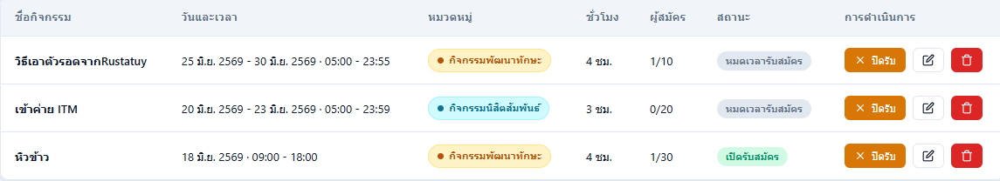 ชื่อกิจกรรม วันและเวลา หมวดหมู่ ชั่วโมง ผู้สมัคร สถานะ การดำเนินการ
วิธีเอาตัวรอดจากRustatuy 25 มิ.ย. 2569 - 30 มิ.ย. 2569 · 05:00 - 23:55 กิจกรรมพัฒนาทักษะ 4 ชม. 1/10 หมดเวลารับสมัคร ปิดรับ
เข้าค่าย ITM 20 มิ.ย. 2569 - 23 มิ.ย. 2569 · 05:00 - 23:59 กิจกรรมนิสิตสัมพันธ์ 3 ชม. 0/20 หมดเวลารับสมัคร ปิดรับ
หิวข้าว 18 มิ.ย. 2569 · 09:00 - 18:00 กิจกรรมพัฒนาทักษะ 4 ชม. 1/30 เปิดรับสมัคร ปิดรับ